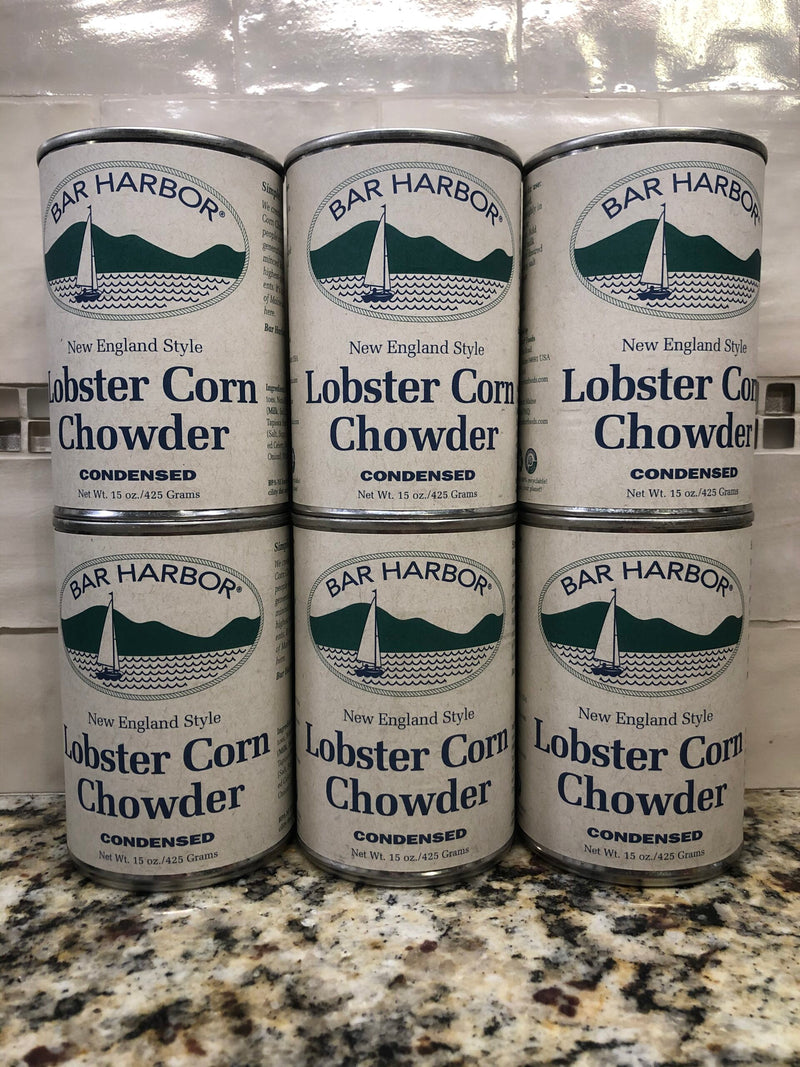 BAR HARBOR®
New England Style
Lobster Corn
Chowder
CONDENSED
Net Wt. 15 oz./425 Grams
BAR HARBOR®
New England Style
Lobster Corn
Chowder
CONDENSED
Net Wt. 15 oz./425 Grams
BAR HARBOR
New England Style
Lobster Cor
Chowder
CONDENSED
Net Wt. 15 oz./425 Grams
BAR HARBOR®
New England Style
Lobster Corn
Chowder
CONDENSED
Net Wt. 15 oz./425 Grams
BAR HARBOR®
New England Style
Lobster Corn
Chowder
CONDENSED
Net Wt. 15 oz./425 Grams
BAR HARBOR®
New England Style
Lobster Corn
Chowder
CONDENSED
Net Wt. 15 oz./425 Grams